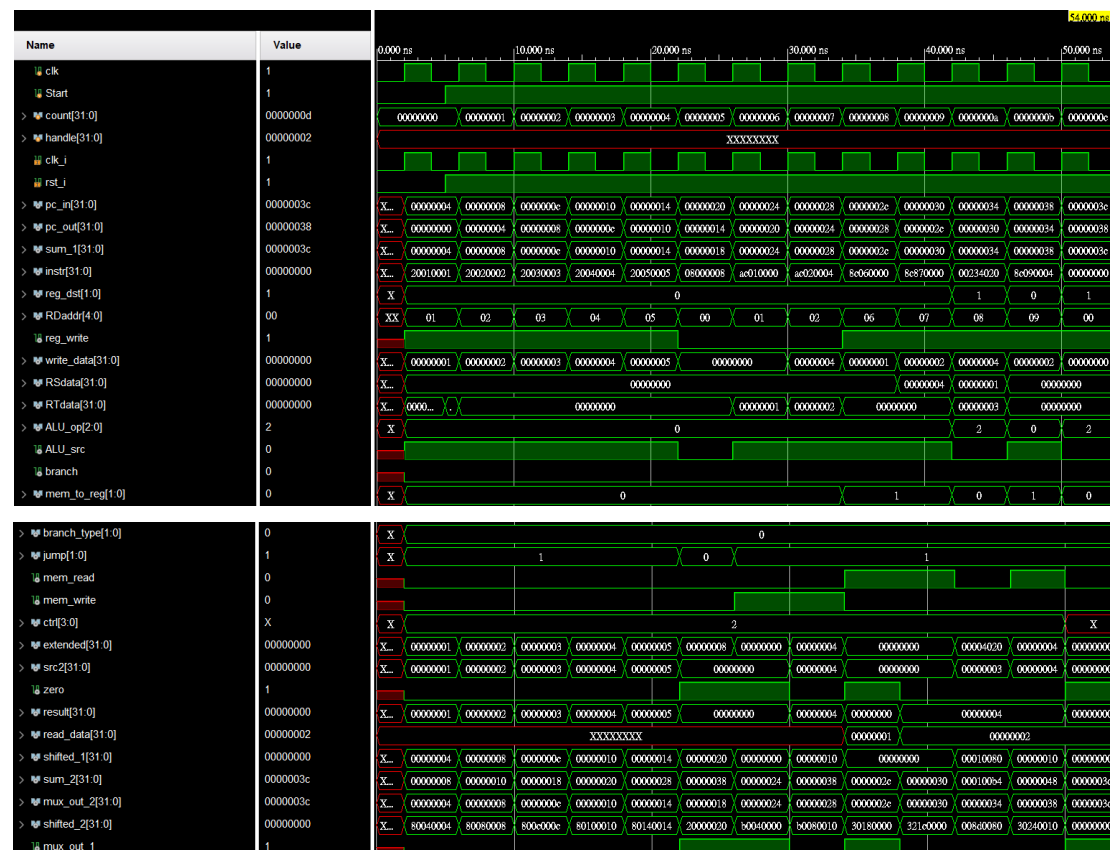 54.000 ns
Name Value 0.000 ns 10.000 ns 20.000 ns 30.000 ns 40.000 ns 50.000 ns
clk 1
Start 1
count[31:0] 0000000d 00000000 00000001 00000002 00000003 00000004 00000005 00000006 00000007 00000008 00000009 0000000a 0000000b 0000000c
handle[31:0] 00000002 XXXXXXXX
clk_i 1
rst_i 1
pc_in[31:0] 0000003c X... 00000004 00000008 0000000c 00000010 00000014 00000020 00000024 00000028 0000002c 00000030 00000034 00000038 0000003c
pc_out[31:0] 00000038 X... 00000000 00000004 00000008 0000000c 00000010 00000014 00000020 00000024 00000028 0000002c 00000030 00000034 00000038
sum_1[31:0] 0000003c X... 00000004 00000008 0000000c 00000010 00000014 00000018 00000024 00000028 0000002c 00000030 00000034 00000038 0000003c
instr[31:0] 00000000 X... 20010001 20020002 20030003 20040004 20050005 08000008 ac010000 ac020004 8c060000 8c870000 00234020 8c090004 00000000
reg_dst[1:0] 1 X 0 1 0 1
RDaddr[4:0] 00 XX 01 02 03 04 05 00 01 02 06 07 08 09 00
reg_write 1
write_data[31:0] 00000000 X... 00000001 00000002 00000003 00000004 00000005 00000000 00000004 00000001 00000002 00000004 00000002 00000000
RSdata[31:0] 00000000 X... 00000000 00000004 00000001 00000000
RTdata[31:0] 00000000 X... 0000... . 00000000 00000001 00000002 00000000 00000003 00000000
ALU_op[2:0] 2 X 0 2 0 2
ALU_src 0
branch 0
mem_to_reg[1:0] 0 X 0 1 0 1 0
branch_type[1:0] 0 X 0
jump[1:0] 1 X 1 0 1
mem_read 0
mem_write 0
ctrl[3:0] X X 2 X
extended[31:0] 00000000 X... 00000001 00000002 00000003 00000004 00000005 00000008 00000000 00000004 00000000 00004020 00000004 00000000
src2[31:0] 00000000 X... 00000001 00000002 00000003 00000004 00000005 00000000 00000004 00000000 00000003 00000004 00000000
zero 1
result[31:0] 00000000 X... 00000001 00000002 00000003 00000004 00000005 00000000 00000004 00000000 00000004 00000000
read_data[31:0] 00000002 XXXXXXXX 00000001 00000002
shifted_1[31:0] 00000000 X... 00000004 00000008 0000000c 00000010 00000014 00000020 00000000 00000010 00000000 00010080 00000010 00000000
sum_2[31:0] 0000003c X... 00000008 00000010 00000018 00000020 00000028 00000038 00000024 00000038 0000002c 00000030 000100b4 00000048 0000003c
mux_out_2[31:0] 0000003c X... 00000004 00000008 0000000c 00000010 00000014 00000018 00000024 00000028 0000002c 00000030 00000034 00000038 0000003c
shifted_2[31:0] 00000000 X... 80040004 80080008 800c000c 80100010 80140014 20000020 b0040000 b0080010 30180000 321c0000 008d0080 30240010 00000000
mux_out_1 1